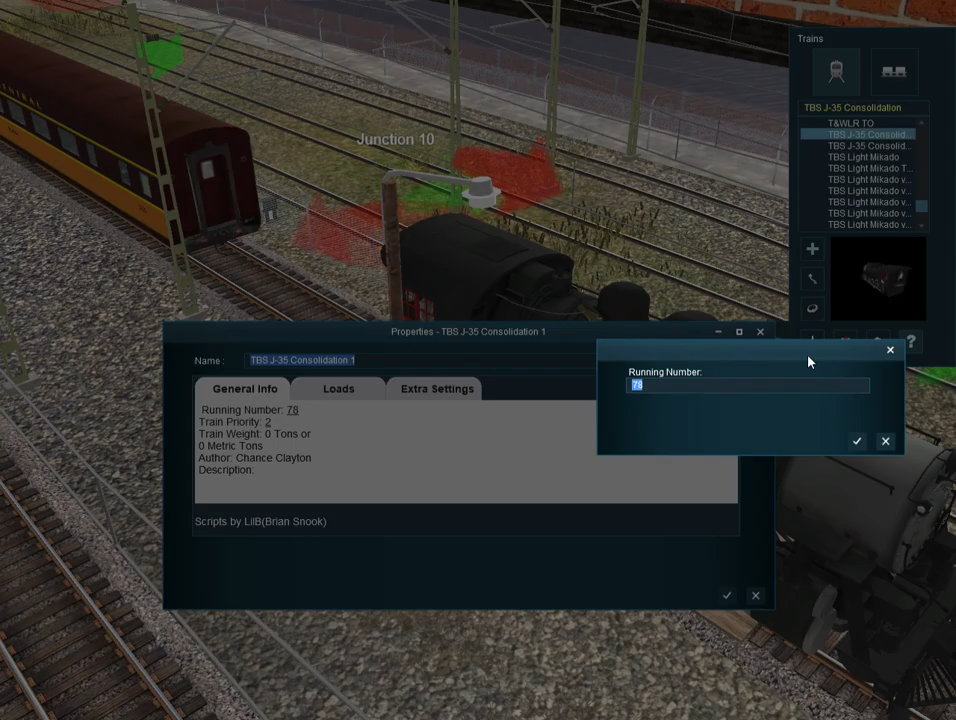 Trains
TBS J-35 Consolidation
T&WLR TO
TBS J-35 Consolid...
TBS J-35 Consolid...
TBS Light Mikado
TBS Light Mikado T...
TBS Light Mikado v...
TBS Light Mikado v...
TBS Light Mikado v...
TBS Light Mikado v...
TBS Light Mikado v...
Junction 10
Properties - TBS J-35 Consolidation 1
Name :
TBS J-35 Consolidation 1
General Info
Loads
Extra Settings
Running Number: 78
Train Priority: 2
Train Weight: 0 Tons or
0 Metric Tons
Author: Chance Clayton
Description:
Scripts by LilB(Brian Snook)
Running Number:
78
?